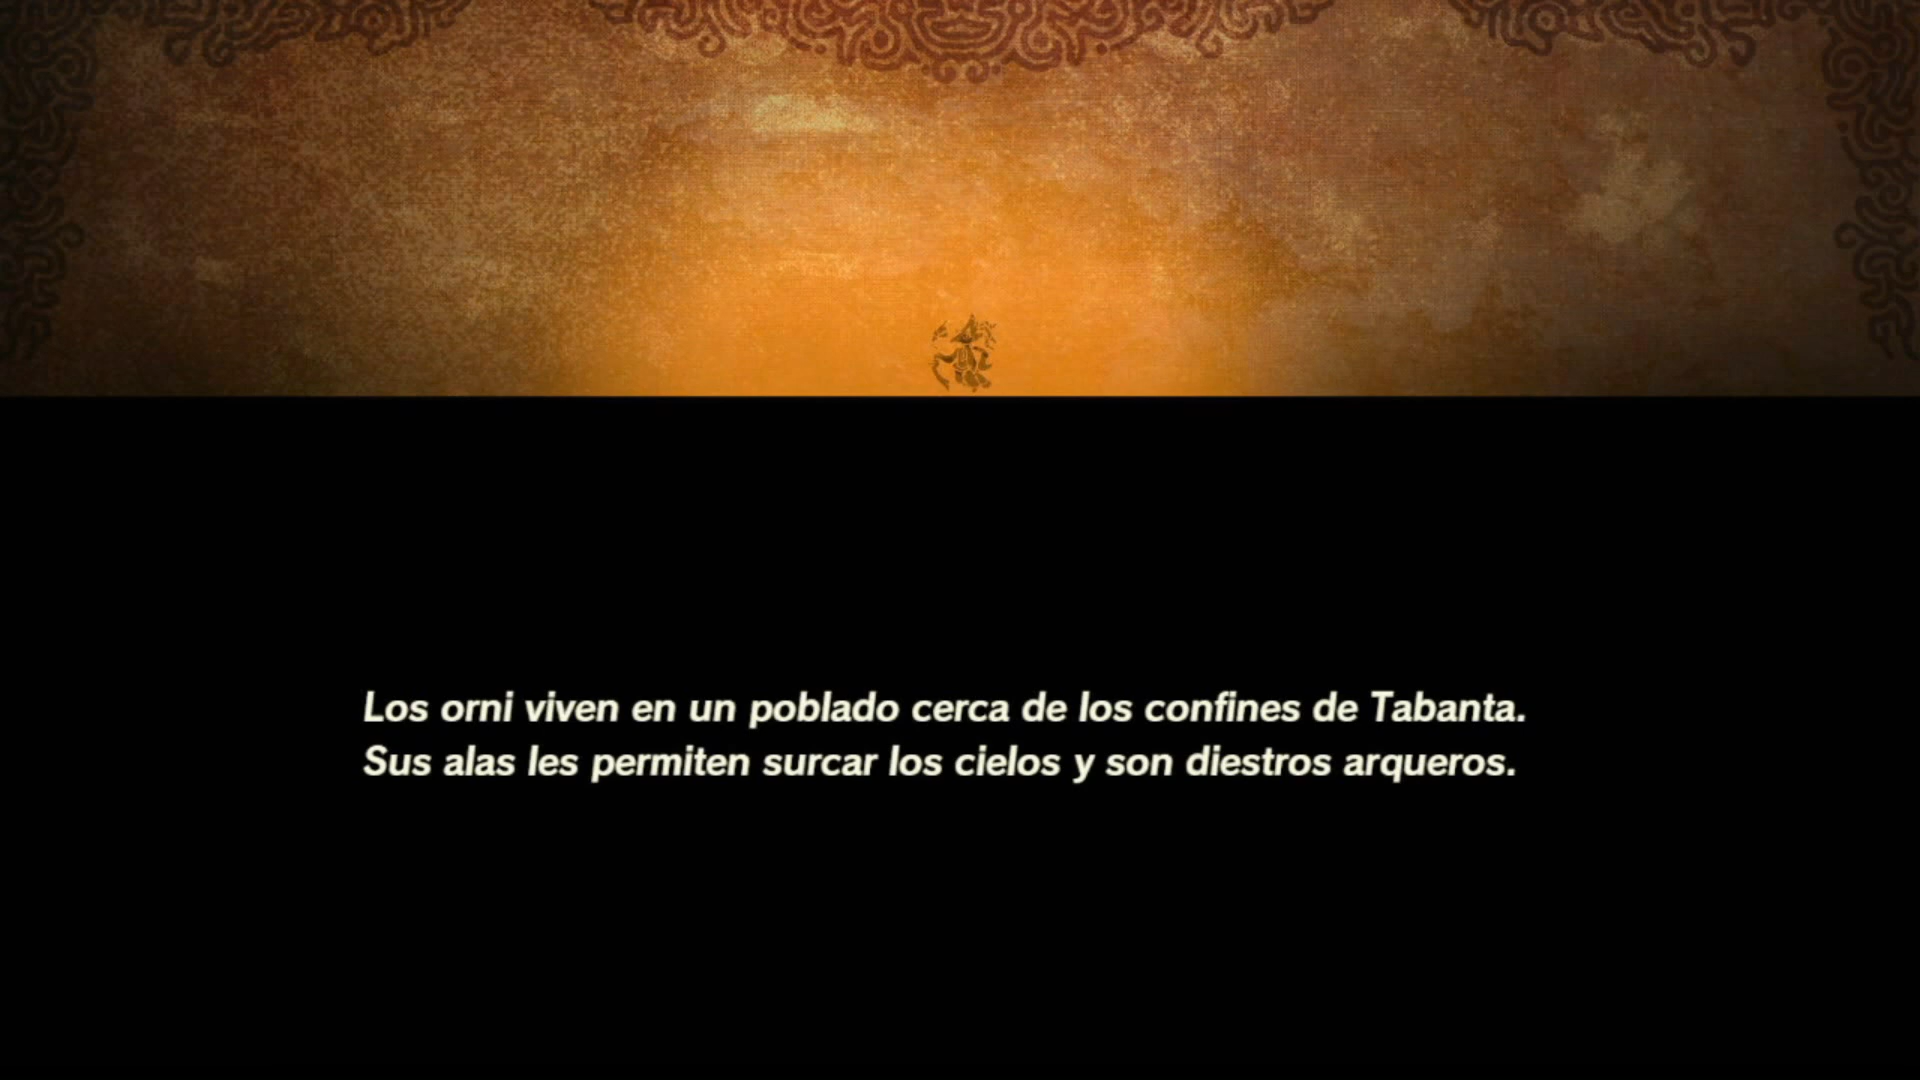 Los orni viven en un poblado cerca de los confines de Tabanta.
Sus alas les permiten surcar los cielos y son diestros arqueros.